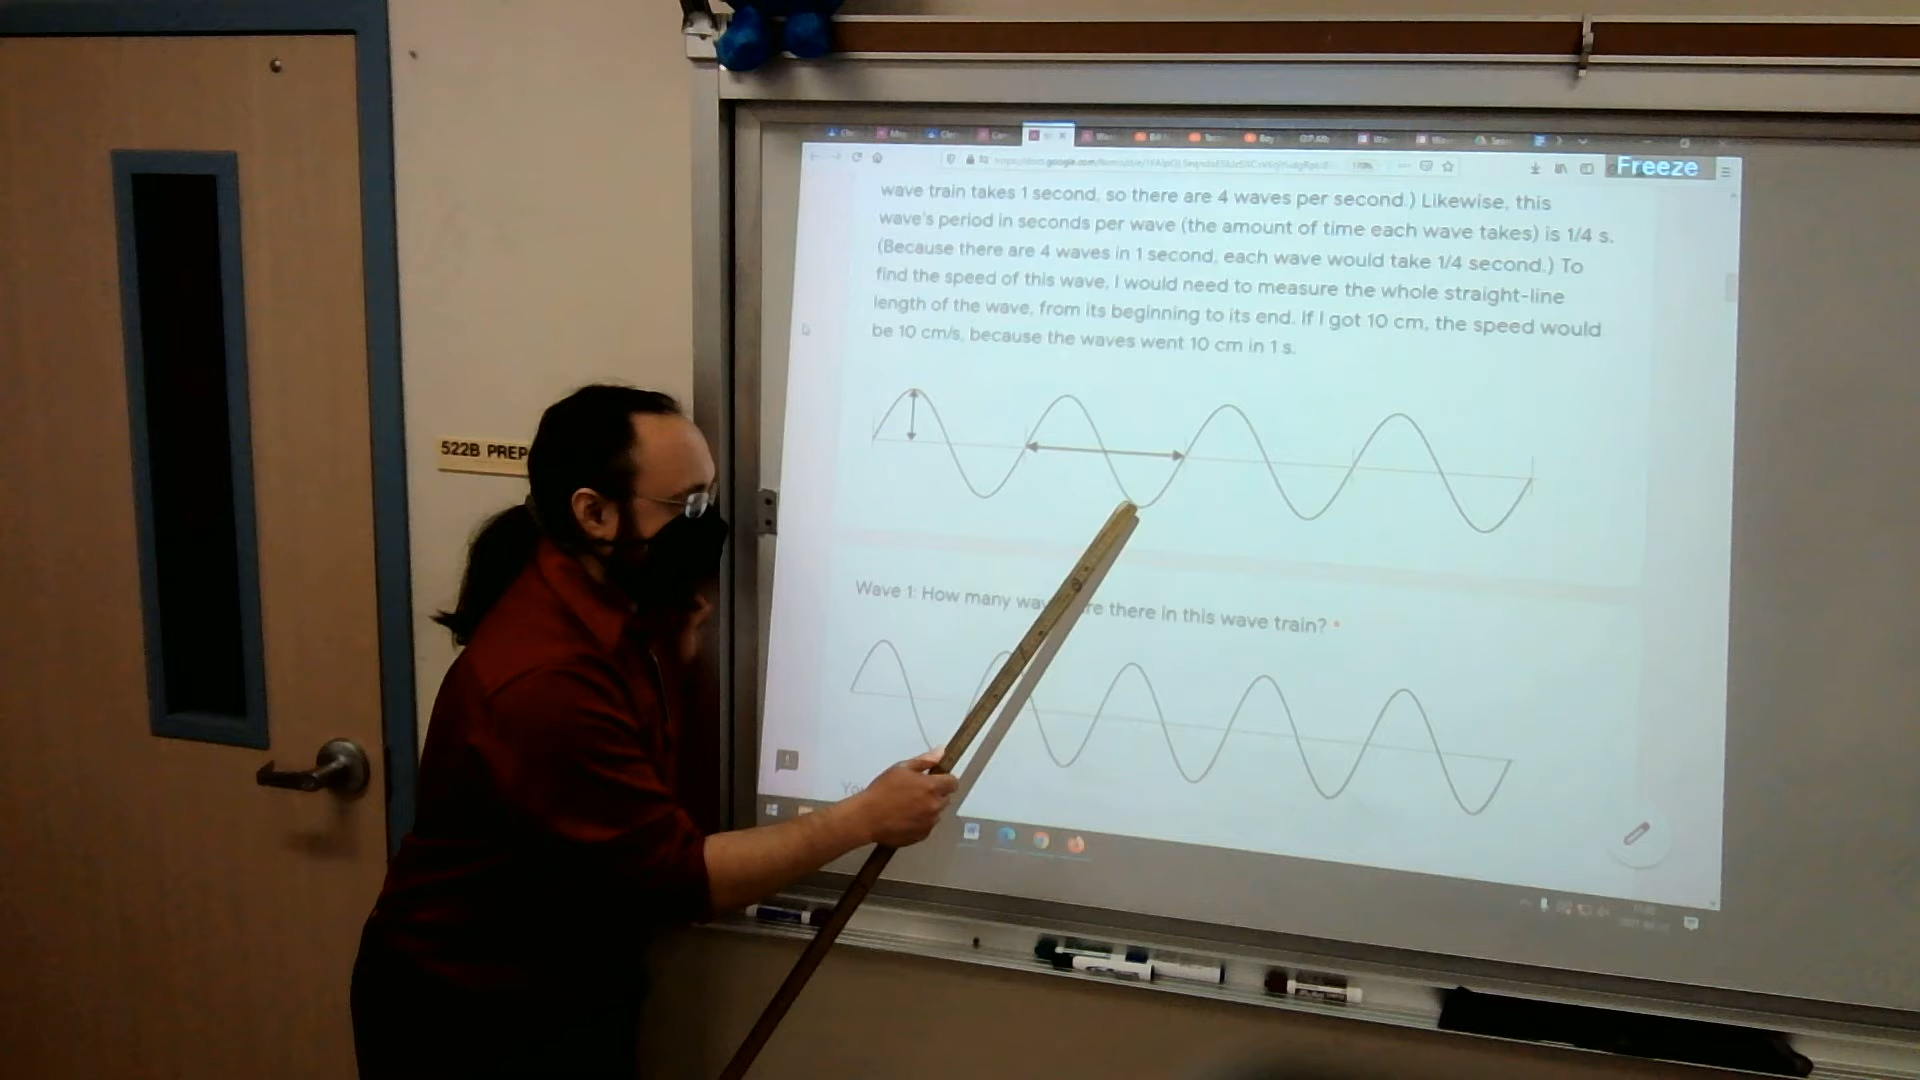 Freeze
wave train takes 1 second, so there are 4 waves per second.) Likewise, this
wave's period in seconds per wave (the amount of time each wave takes) is 1/4 s.
(Because there are 4 waves in 1 second, each wave would take 1/4 second.) To
find the speed of this wave, I would need to measure the whole straight-line
length of the wave, from its beginning to its end. If I got 10 cm, the speed would
be 10 cm/s, because the waves went 10 cm in 1 s.
522B PREP
Wave 1: How many wav re there in this wave train? *